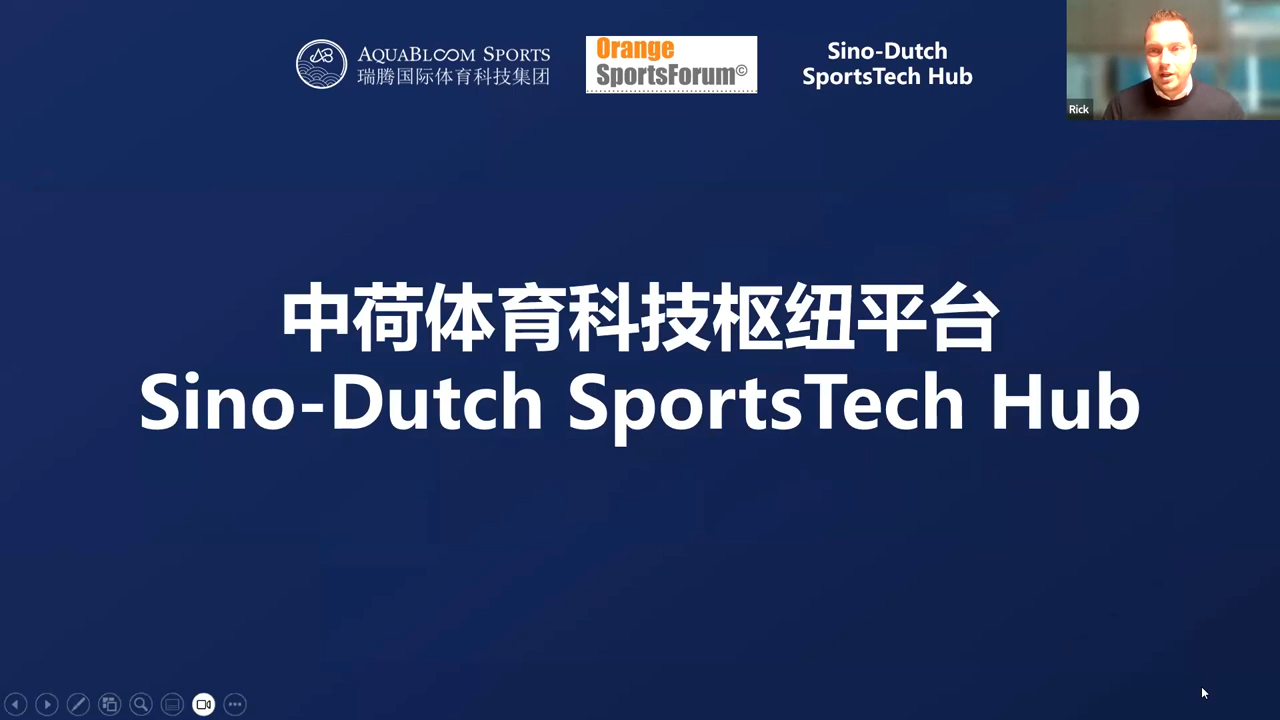 AQUABLOOM SPORTS
瑞腾国际体育科技集团
Orange
SportsForum©
Sino-Dutch
SportsTech Hub
Rick
中荷体育科技枢纽平台
Sino-Dutch SportsTech Hub